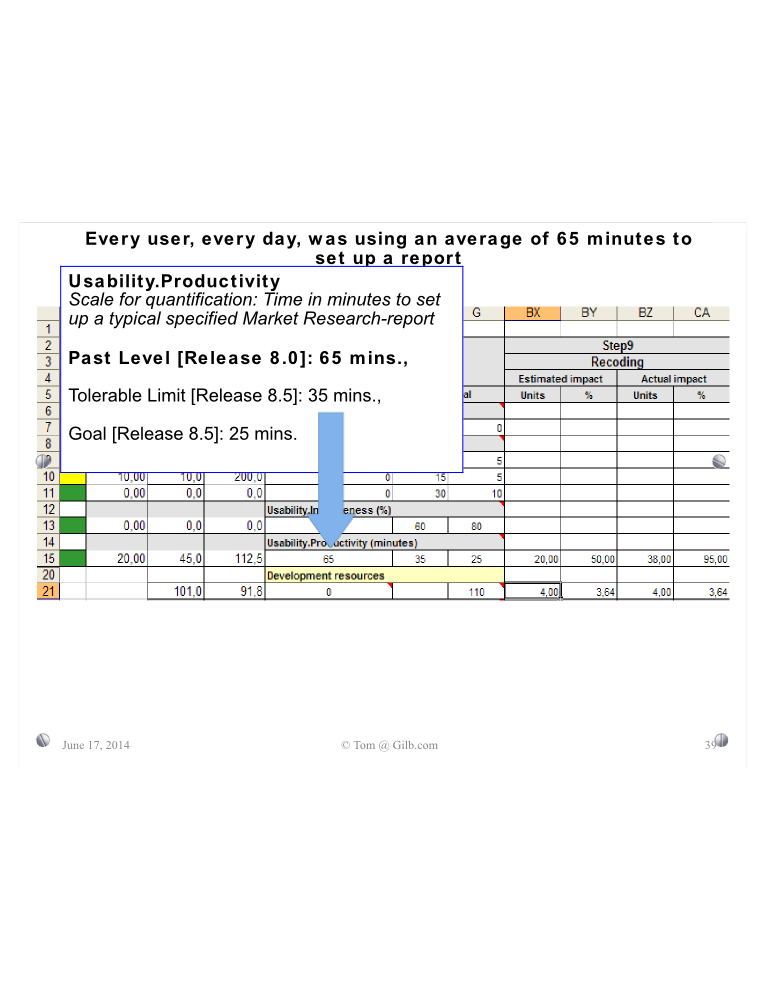 Every user, every day, was using an average of 65 minutes to
set up a report
Usability.Productivity
Scale for quantification: Time in minutes to set
up a typical specified Market Research-report
Past Level [Release 8.0]: 65 mins.,
Tolerable Limit [Release 8.5]: 35 mins.,
Goal [Release 8.5]: 25 mins.
G BX BY BZ CA
1
2 Step9
3 Recoding
4 Estimated impact Actual impact
5 al Units % Units %
6
7 0
8
5
10 10,00 10,0 200,0 0 15 5
11 0,00 0,0 0,0 0 30 10
12 Usability.In eness (%)
13 0,00 0,0 0,0 60 80
14 Usability.Pro uctivity (minutes)
15 20,00 45,0 112,5 65 35 25 20,00 50,00 38,00 95,00
20 Development resources
21 101,0 91,8 0 110 4,00 3,64 4,00 3,64
June 17, 2014 © Tom @ Gilb.com 39